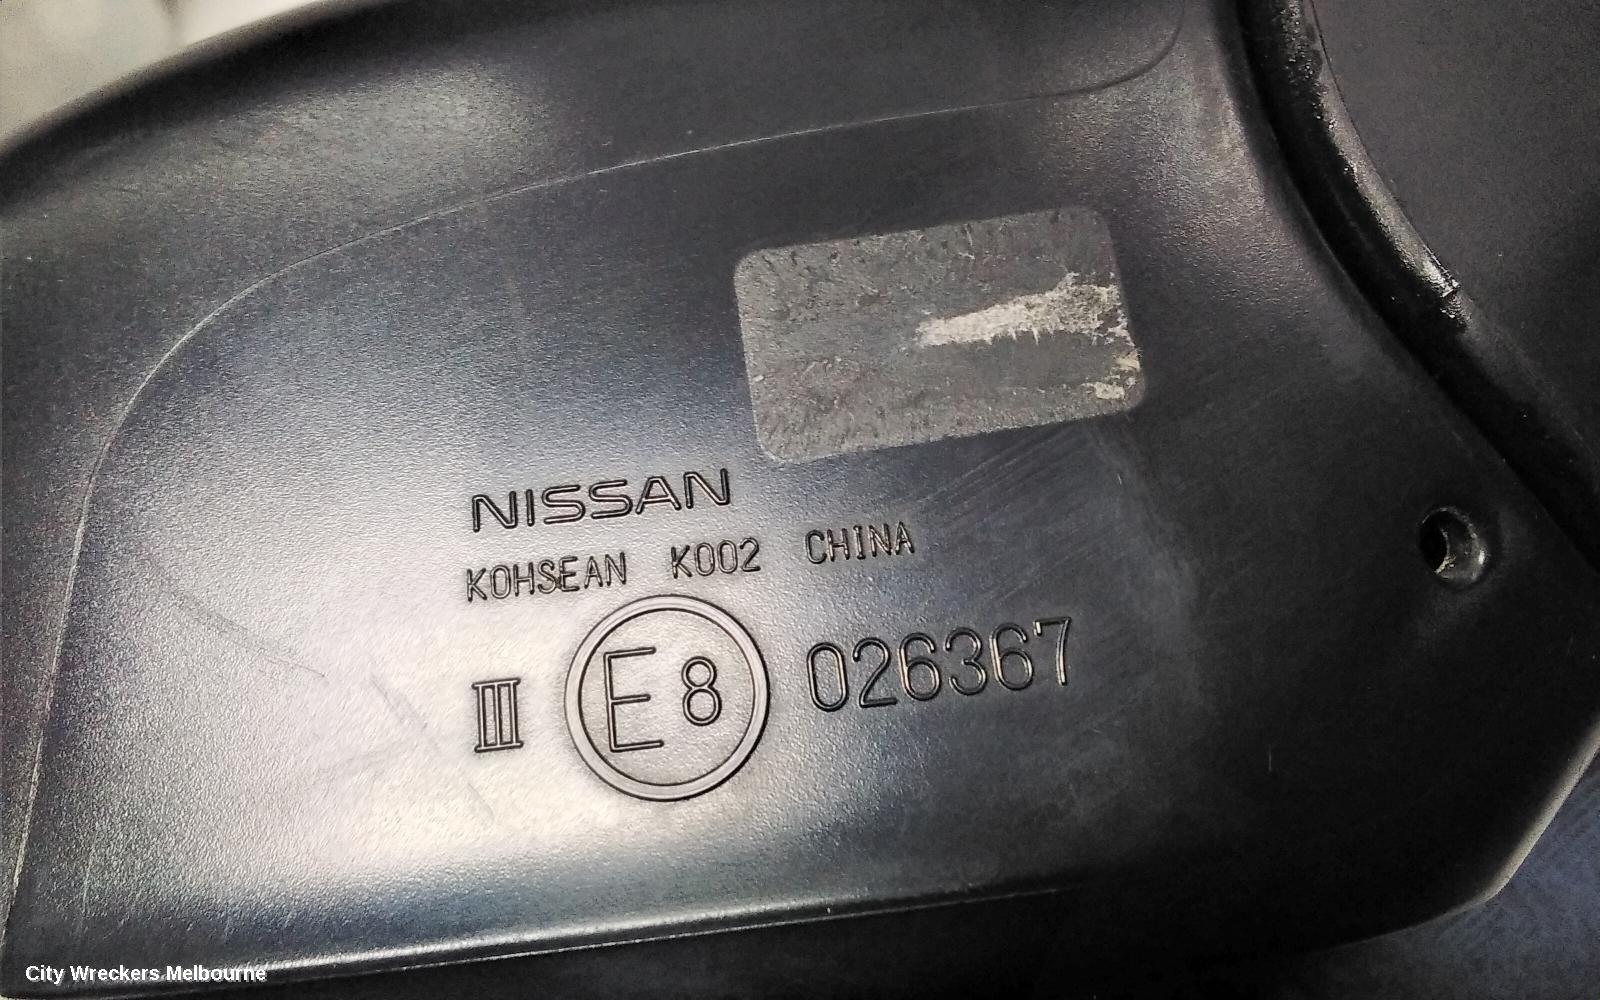 NISSAN
KOHSEAN K002 CHINA
III E8 026367
City Wreckers Melbourne